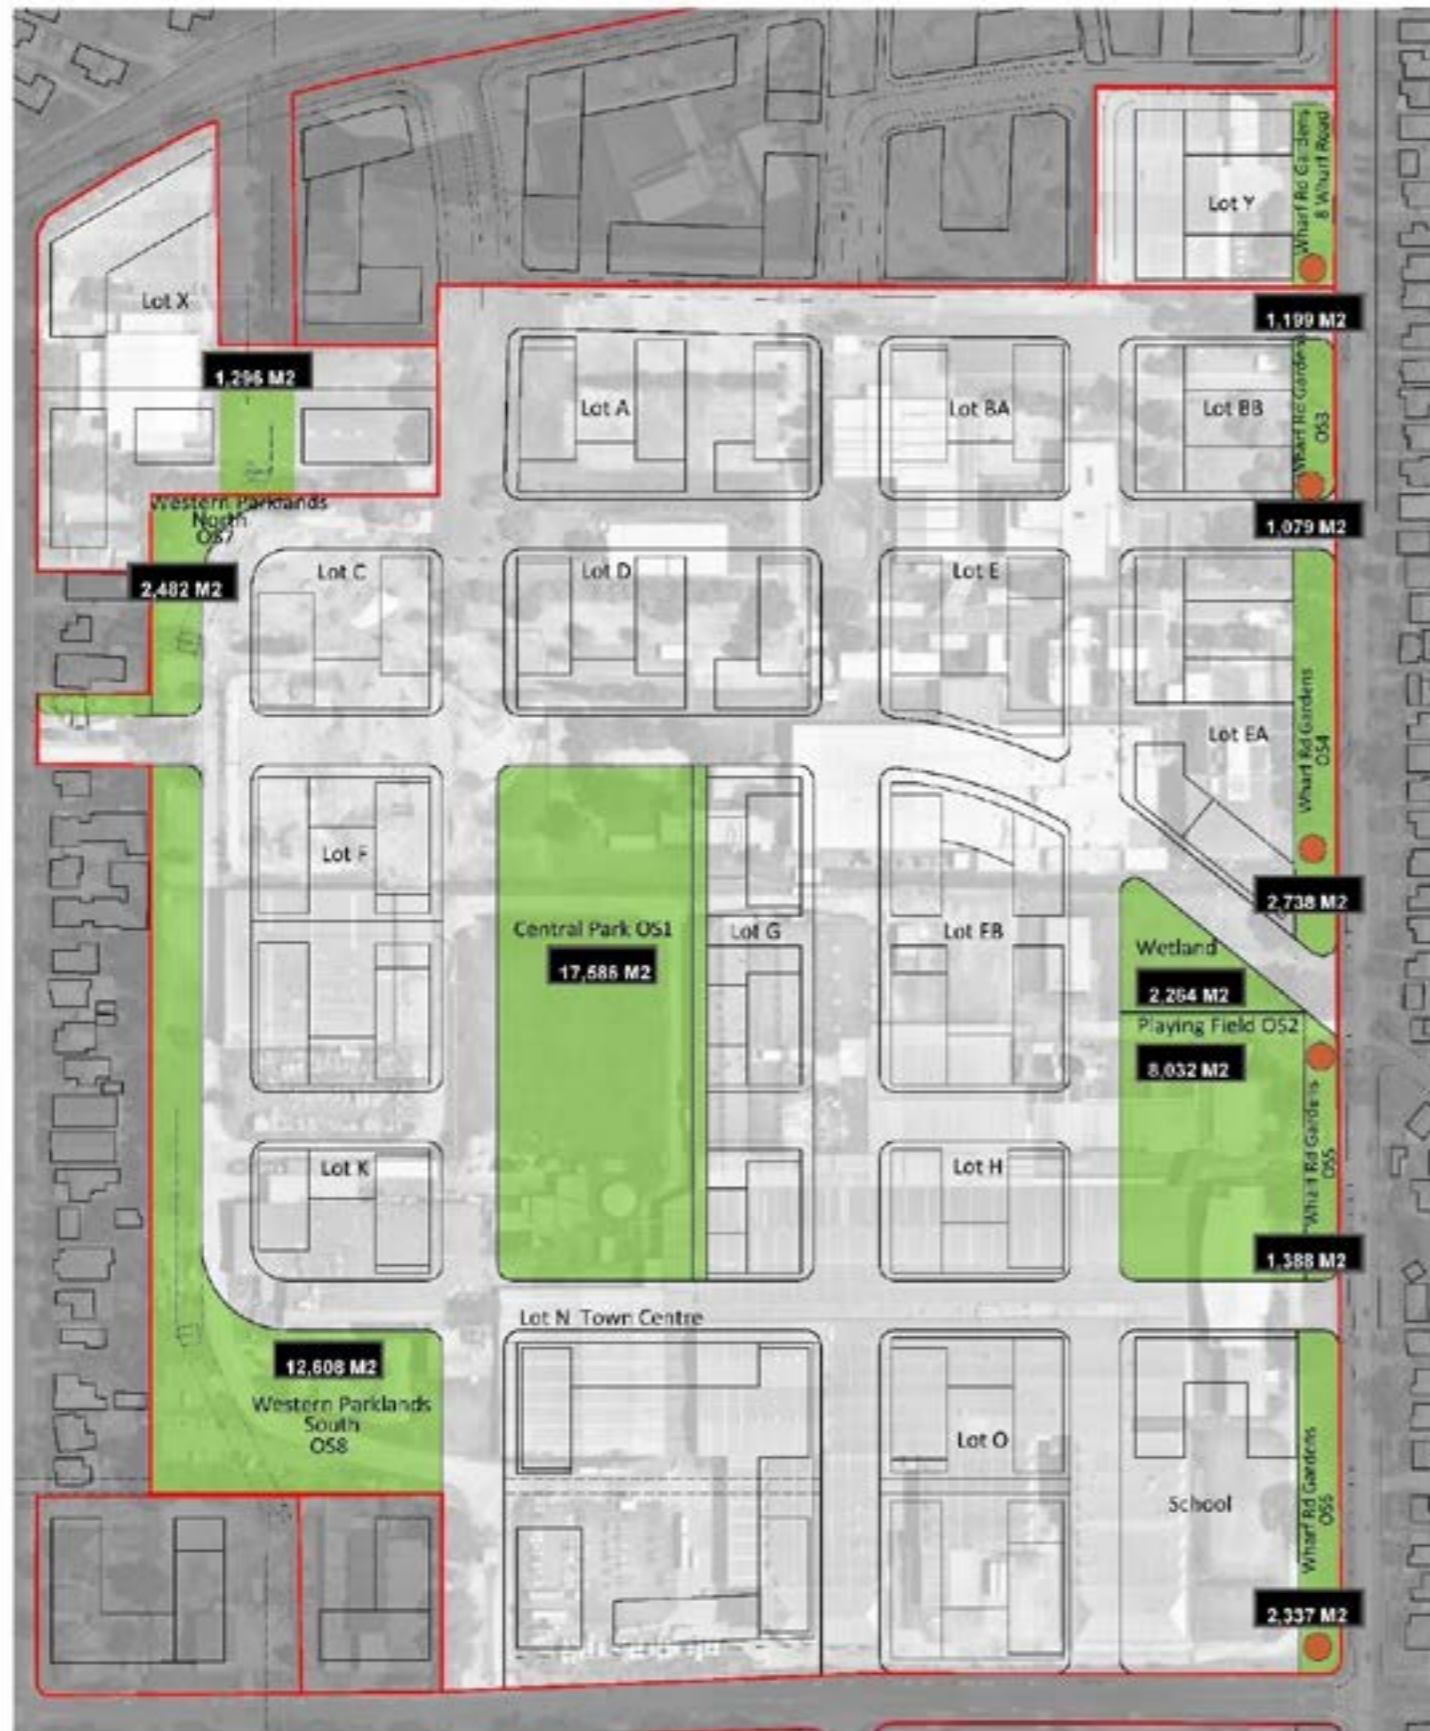 Wharf Rd Gardens
8 Wharf Road
Lot Y
Lot X
1,199 M2
1,296 M2
Lot A
Lot BA
Lot BB
Wharf Rd Gardens
OS3
Western Parklands
North
OS7
1,079 M2
2,482 M2
Lot C
Lot D
Lot E
Lot EA
Wharf Rd Gardens
OS4
Lot F
2,738 M2
Central Park OS1
17,586 M2
Lot G
Lot EB
Wetland
2,264 M2
Playing Field OS2
8,032 M2
Wharf Rd Gardens
OS5
Lot K
Lot H
1,388 M2
Lot N Town Centre
12,608 M2
Western Parklands
South
OS8
Lot O
School
Wharf Rd Gardens
OS6
2,337 M2